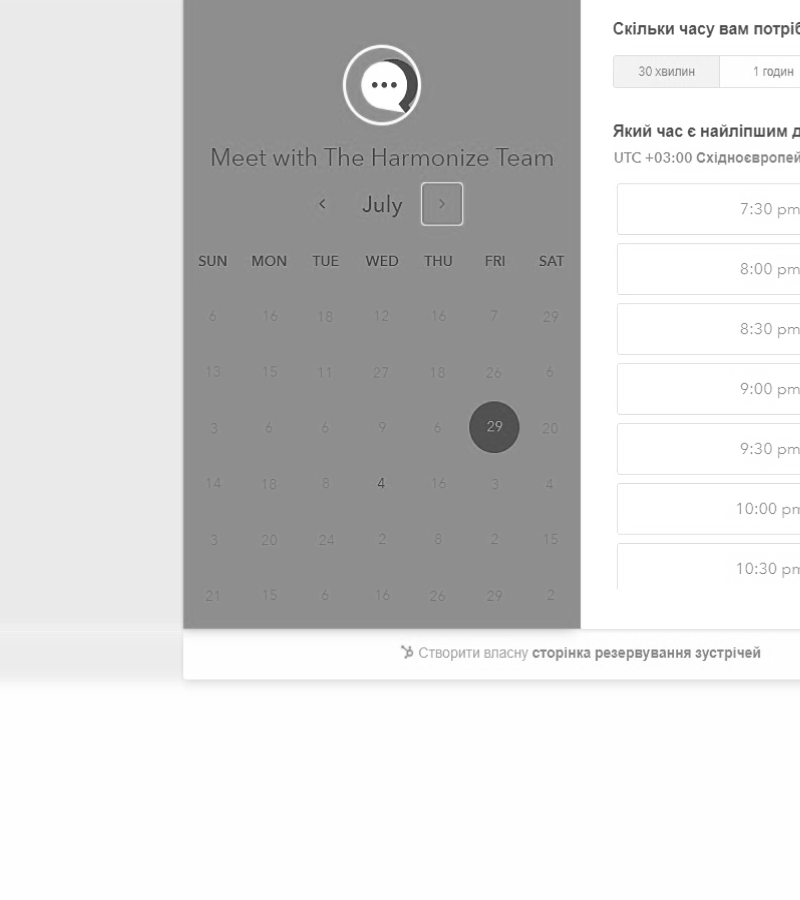 Скільки часу вам
30 хвилин 1 годин
Meet with The Harmonize Team
Який час є найліпшим
UTC +03:00
July
SUN MON TUE WED THU FRI SAT
6 16 18 12 16 7 29
13 15 11 27 18 26 6
3 6 6 9 6 29 20
14 18 8 4 16 3 4
3 20 24 2 8 2 15
21 15 6 16 26 29 2
7:30 pm
8:00 pm
8:30 pm
9:00 pm
9:30 pm
10:00 pm
10:30 pm
Створити власну сторінка резервування зустрічей